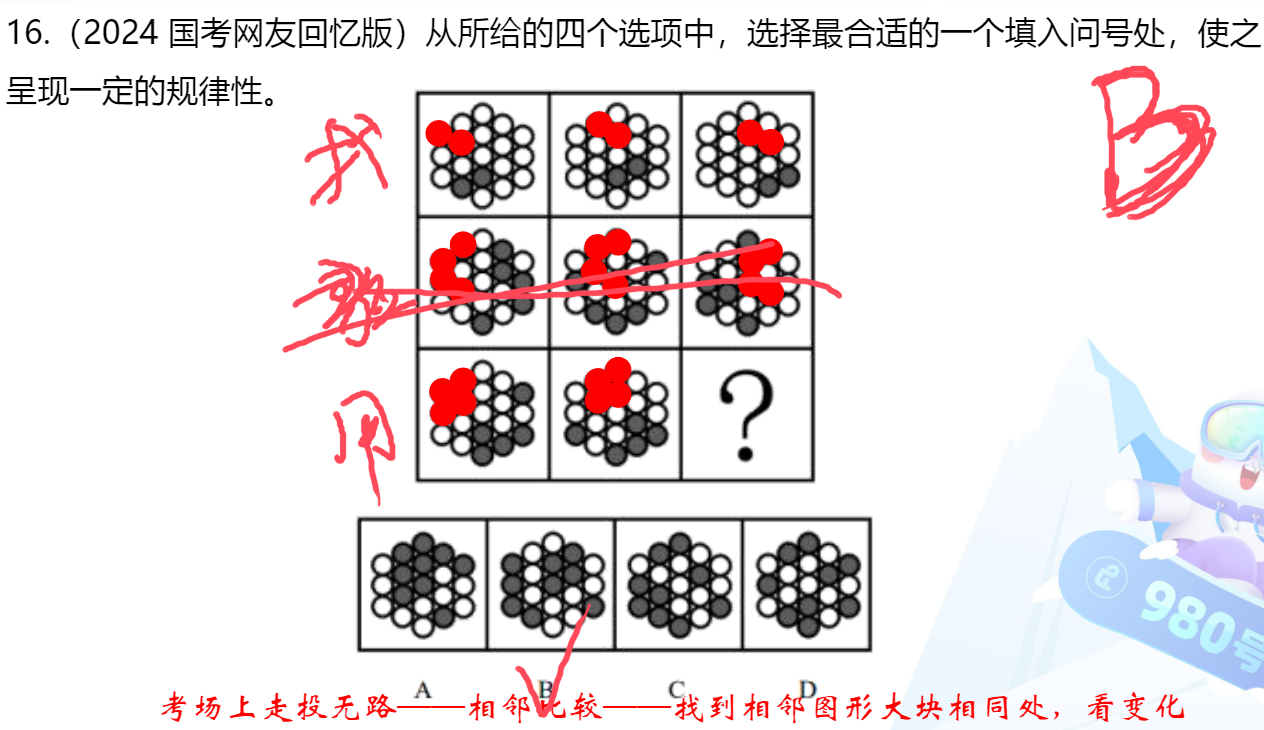 16.（2024 国考网友回忆版）从所给的四个选项中，选择最合适的一个填入问号处，使之
呈现一定的规律性。
B
找
用
?
980号
A B C D
考场上走投无路——相邻比较——找到相邻图形大块相同处，看变化